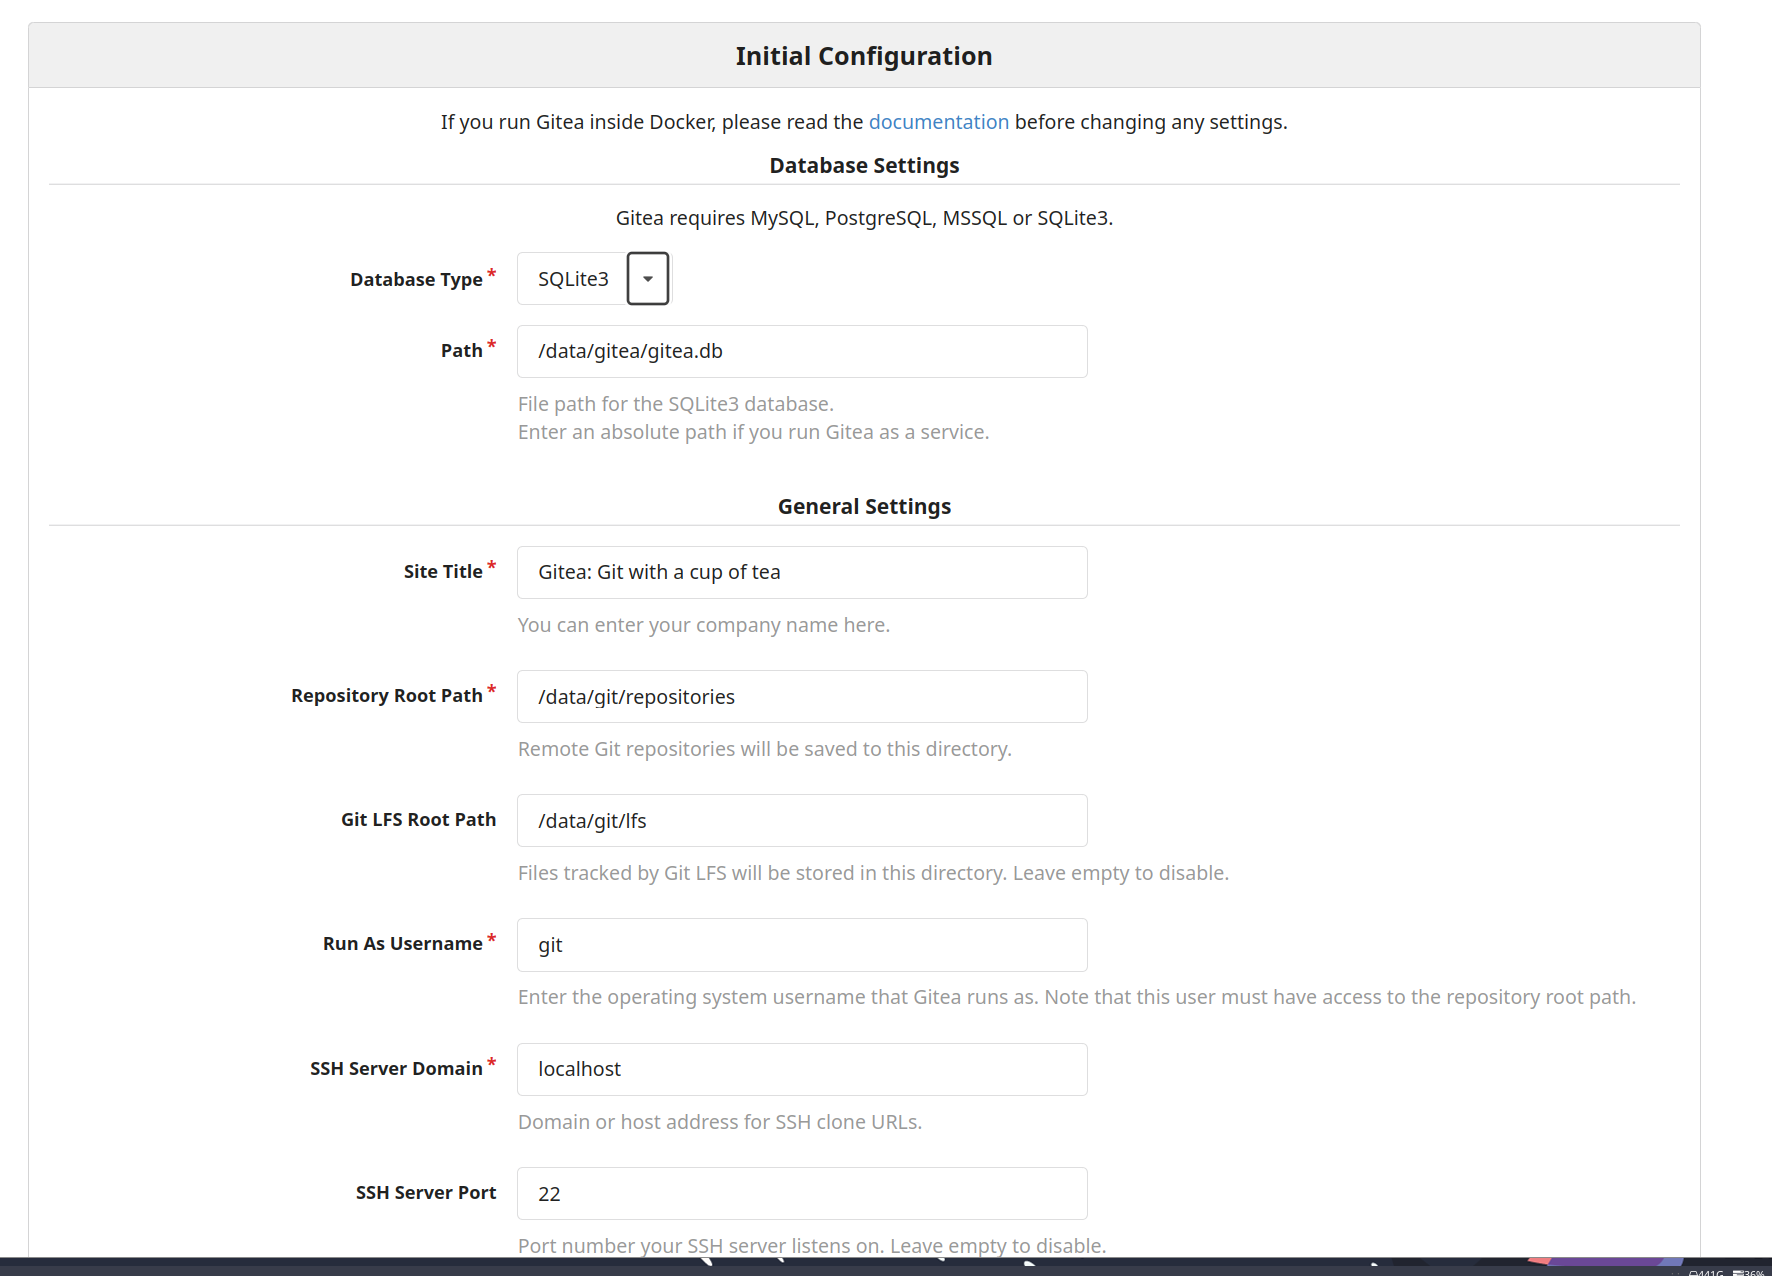 Initial Configuration
If you run Gitea inside Docker, please read the documentation before changing any settings.
Database Settings
Gitea requires MySQL, PostgreSQL, MSSQL or SQLite3.
Database Type * SQLite3
Path * /data/gitea/gitea.db
File path for the SQLite3 database.
Enter an absolute path if you run Gitea as a service.
General Settings
Site Title * Gitea: Git with a cup of tea
You can enter your company name here.
Repository Root Path * /data/git/repositories
Remote Git repositories will be saved to this directory.
Git LFS Root Path /data/git/lfs
Files tracked by Git LFS will be stored in this directory. Leave empty to disable.
Run As Username * git
Enter the operating system username that Gitea runs as. Note that this user must have access to the repository root path.
SSH Server Domain * localhost
Domain or host address for SSH clone URLs.
SSH Server Port 22
Port number your SSH server listens on. Leave empty to disable.
441G 36%